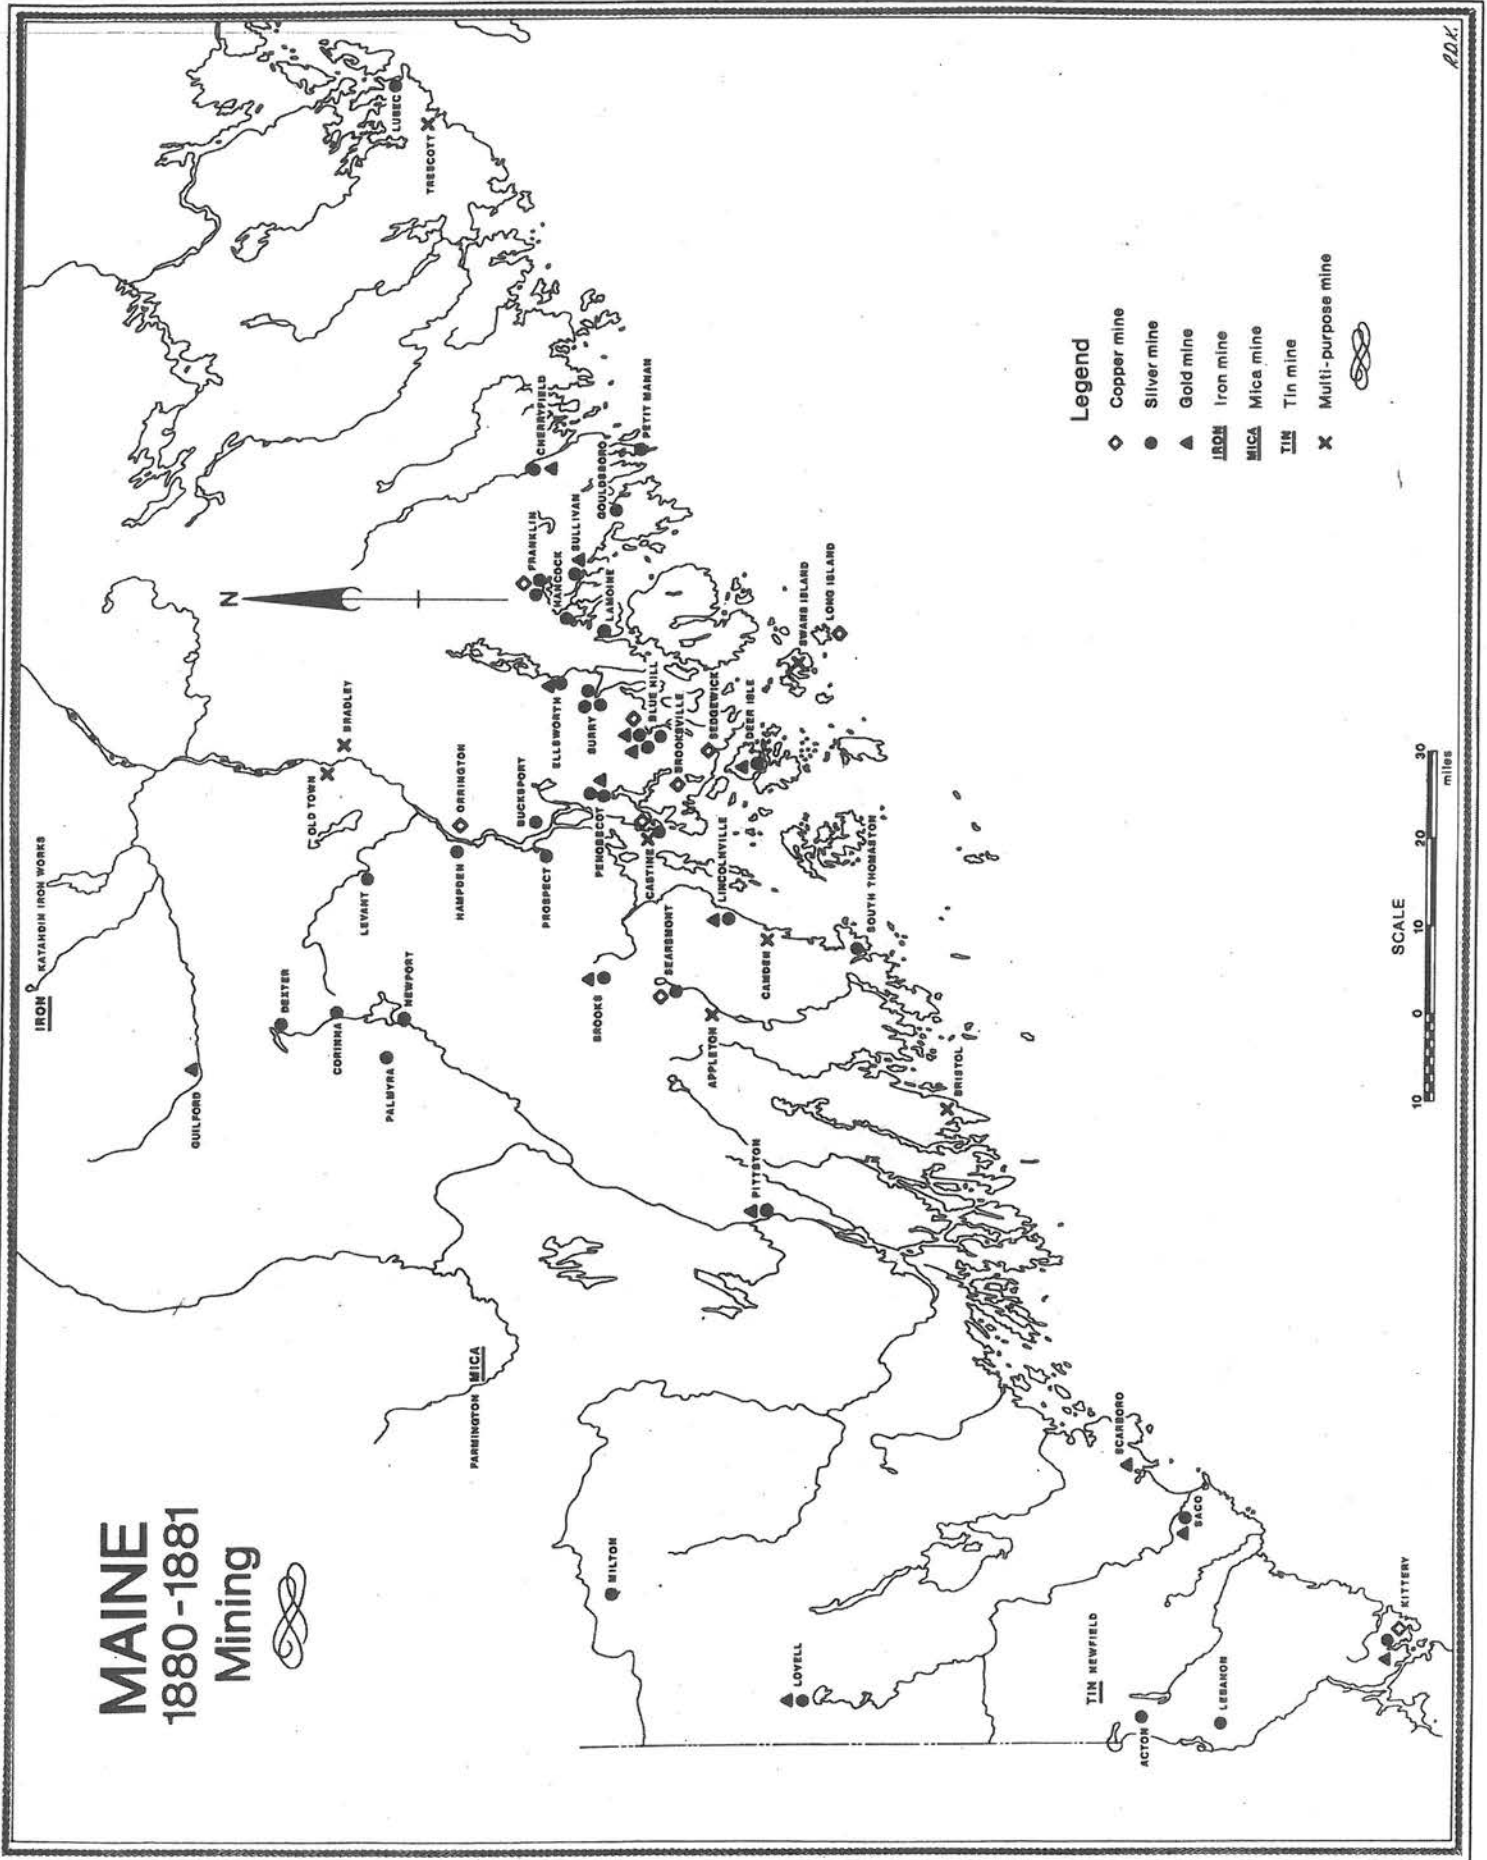 MAINE
1880-1881
Mining
IRON KATAHDIN IRON WORKS
GUILFORD
DEXTER
CORINNA
PALMYRA
NEWPORT
LEVANT
OLD TOWN
BRADLEY
HAMPDEN
ORRINGTON
BUCKSPORT
PROSPECT
N
LUBEC
TRESCOTT
CHERRYFIELD
PETIT MANAN
GOULDSBORO
SULLIVAN
FRANKLIN
HANCOCK
LAMOINE
ELLSWORTH
SURRY
BLUE HILL
BROOKSVILLE
SEDGEWICK
DEER ISLE
SWANS ISLAND
LONG ISLAND
PENOBSCOT
CASTINE
LINCOLNVILLE
BROOKS
SEARSMONT
CAMDEN
SOUTH THOMASTON
APPLETON
BRISTOL
PITTSTON
FARMINGTON MICA
MILTON
LOVELL
SCARBORO
SACO
TIN NEWFIELD
ACTON
LEBANON
KITTERY
Legend
Copper mine
Silver mine
Gold mine
IRON Iron mine
MICA Mica mine
TIN Tin mine
Multi-purpose mine
SCALE
10 0 10 20 30
miles
R.D.K.